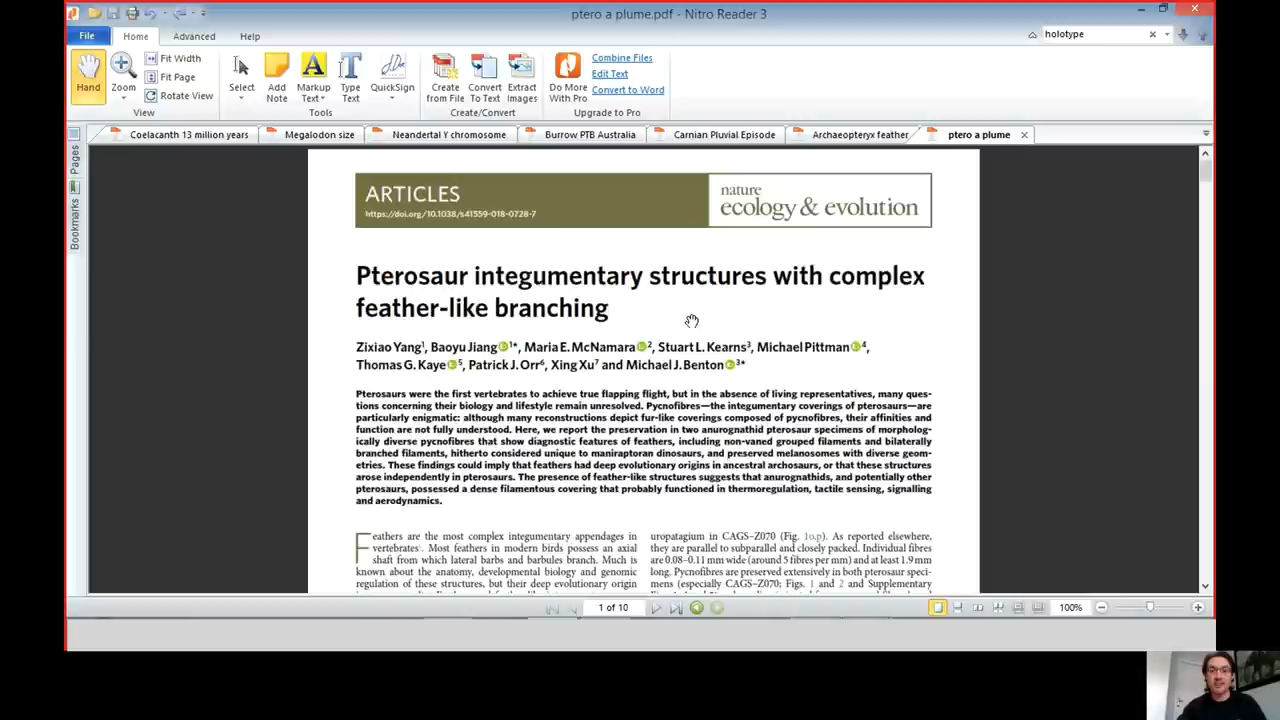 ptero a plume.pdf - Nitro Reader 3
File Home Advanced Help
holotype
Hand
Zoom
Fit Width
Fit Page
Rotate View
View
Select
Add Note
Markup Text
Type Text
QuickSign
Tools
Create from File
Convert To Text
Extract Images
Create/Convert
Do More With Pro
Combine Files
Edit Text
Convert to Word
Upgrade to Pro
Coelacanth 13 million years Megalodon size Neandertal Y chromosome Burrow PTB Australia Carnian Pluvial Episode Archaeopteryx feather ptero a plume
Pages
Bookmarks
ARTICLES
https://doi.org/10.1038/s41559-018-0728-7
nature
ecology & evolution
Pterosaur integumentary structures with complex
feather-like branching
Zixiao Yang1, Baoyu Jiang1*, Maria E. McNamara2, Stuart L. Kearns3, Michael Pittman4,
Thomas G. Kaye5, Patrick J. Orr6, Xing Xu7 and Michael J. Benton3*
Pterosaurs were the first vertebrates to achieve true flapping flight, but in the absence of living representatives, many ques-
tions concerning their biology and lifestyle remain unresolved. Pycnofibres—the integumentary coverings of pterosaurs—are
particularly enigmatic: although many reconstructions depict fur-like coverings composed of pycnofibres, their affinities and
function are not fully understood. Here, we report the preservation in two anurognathid pterosaur specimens of morpholog-
ically diverse pycnofibres that show diagnostic features of feathers, including non-vaned grouped filaments and bilaterally
branched filaments, hitherto considered unique to maniraptoran dinosaurs, and preserved melanosomes with diverse geom-
etries. These findings could imply that feathers had deep evolutionary origins in ancestral archosaurs, or that these structures
arose independently in pterosaurs. The presence of feather-like structures suggests that anurognathids, and potentially other
pterosaurs, possessed a dense filamentous covering that probably functioned in thermoregulation, tactile sensing, signalling
and aerodynamics.
Feathers are the most complex integumentary appendages in
vertebrates1. Most feathers in modern birds possess an axial
shaft from which lateral barbs and barbules branch. Much is
known about the anatomy, developmental biology and genomic
regulation of these structures, but their deep evolutionary origin
uropatagium in CAGS–Z070 (Fig. 1o,p). As reported elsewhere,
they are parallel to subparallel and closely packed. Individual fibres
are 0.08–0.11 mm wide (around 5 fibres per mm) and at least 1.9 mm
long. Pycnofibres are preserved extensively in both pterosaur speci-
mens (especially CAGS–Z070; Figs. 1 and 2 and Supplementary
1 of 10
100%